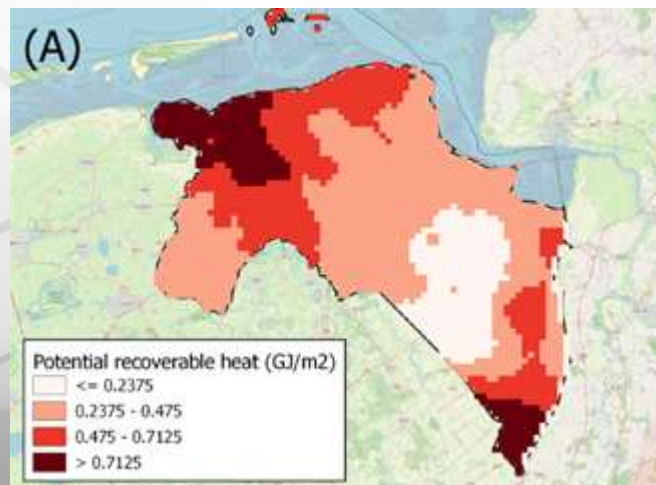 (A)
Potential recoverable heat (GJ/m2)
<= 0.2375
0.2375 - 0.475
0.475 - 0.7125
> 0.7125